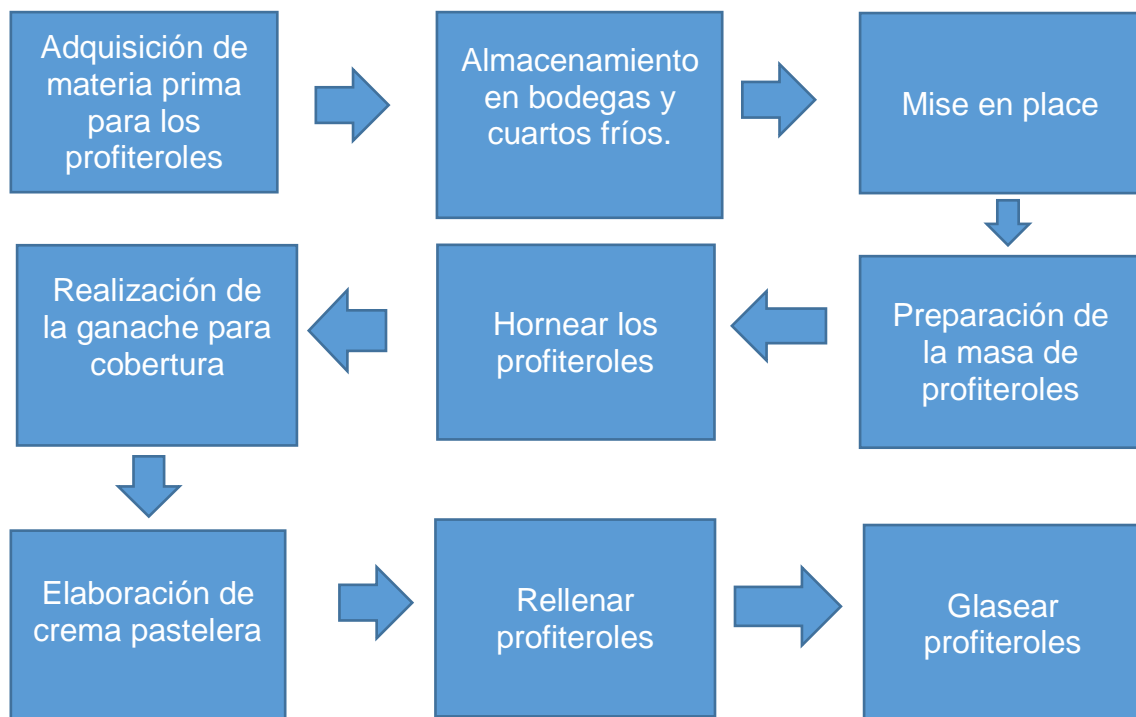 Adquisición de
materia prima
para los
profiteroles
Almacenamiento
en bodegas y
cuartos fríos.
Mise en place
Preparación de
la masa de
profiteroles
Hornear los
profiteroles
Realización de
la ganache para
cobertura
Elaboración de
crema pastelera
Rellenar
profiteroles
Glasear
profiteroles